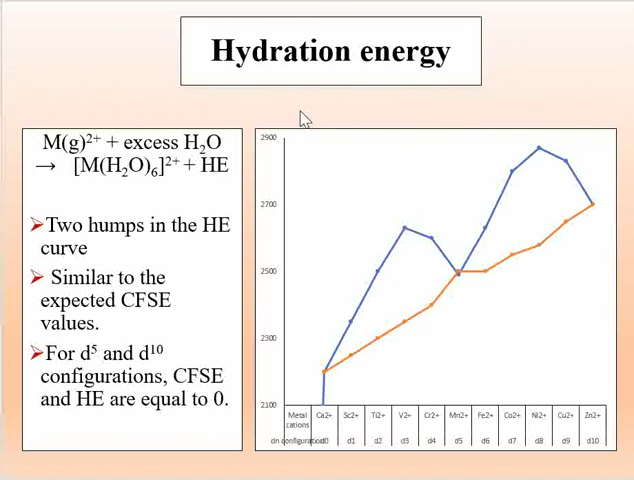 Hydration energy
M(g)²⁺ + excess H₂O
→ [M(H₂O)₆]²⁺ + HE
➢Two humps in the HE
curve
➢ Similar to the
expected CFSE
values.
➢For d⁵ and d¹⁰
configurations, CFSE
and HE are equal to 0.
2900
2700
2500
2300
2100
Metal Ca2+ Sc2+ Ti2+ V2+ Cr2+ Mn2+ Fe2+ Co2+ Ni2+ Cu2+ Zn2+
cations
dn configuration d0 d1 d2 d3 d4 d5 d6 d7 d8 d9 d10